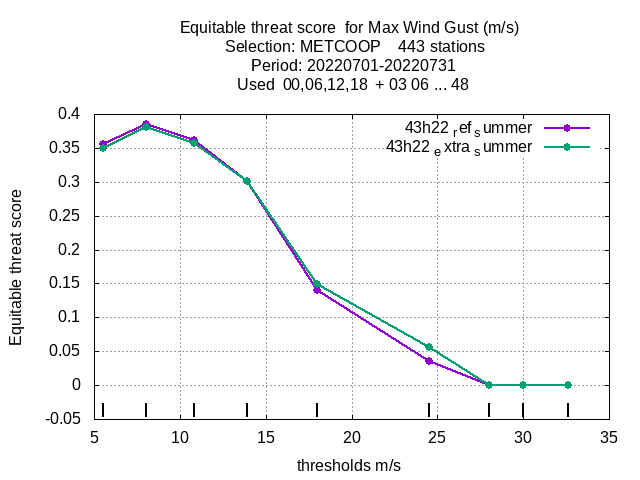 Equitable threat score  for Max Wind Gust (m/s)
Selection: METCOOP    443 stations
Period: 20220701-20220731
Used  00,06,12,18  + 03 06 ... 48
43h22 ref summer
43h22 extra summer
Equitable threat score
0.4
0.35
0.3
0.25
0.2
0.15
0.1
0.05
0
-0.05
5 10 15 20 25 30 35
thresholds m/s